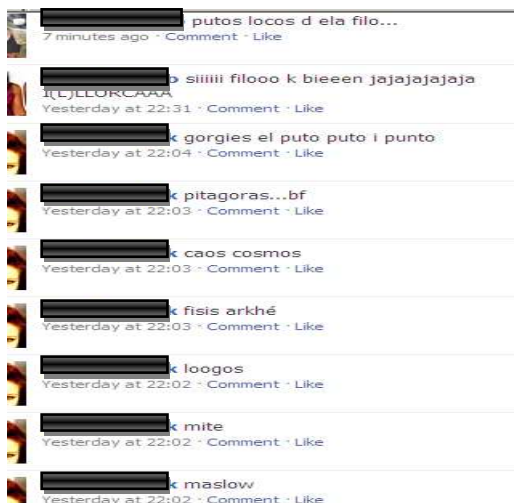 putos locos d ela filo...
7 minutes ago · Comment · Like
siiiiii filooo k bieeen jajajajajaja
Yesterday at 22:31 · Comment · Like
k gorgies el puto puto i punto
Yesterday at 22:04 · Comment · Like
k pitagoras...bf
Yesterday at 22:03 · Comment · Like
k caos cosmos
Yesterday at 22:03 · Comment · Like
k fisis arkhé
Yesterday at 22:03 · Comment · Like
k loogos
Yesterday at 22:02 · Comment · Like
k mite
Yesterday at 22:02 · Comment · Like
k maslow
Yesterday at 22:02 · Comment · Like